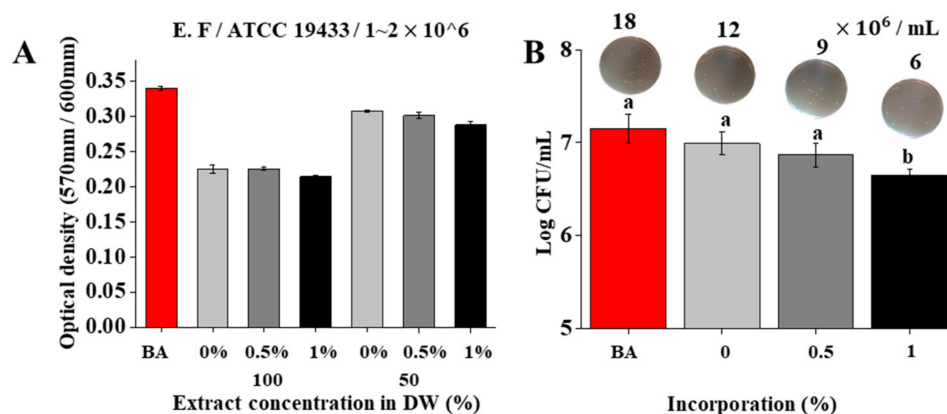 E. F / ATCC 19433 / 1~2 × 10^6
A
Optical density (570mm / 600mm)
0.35
0.30
0.25
0.20
0.15
0.10
0.05
0.00
BA 0% 0.5% 1% 0% 0.5% 1%
100 50
Extract concentration in DW (%)
B
× 10⁶ / mL
18 12 9 6
Log CFU/mL
8
7
6
5
a a a b
BA 0 0.5 1
Incorporation (%)